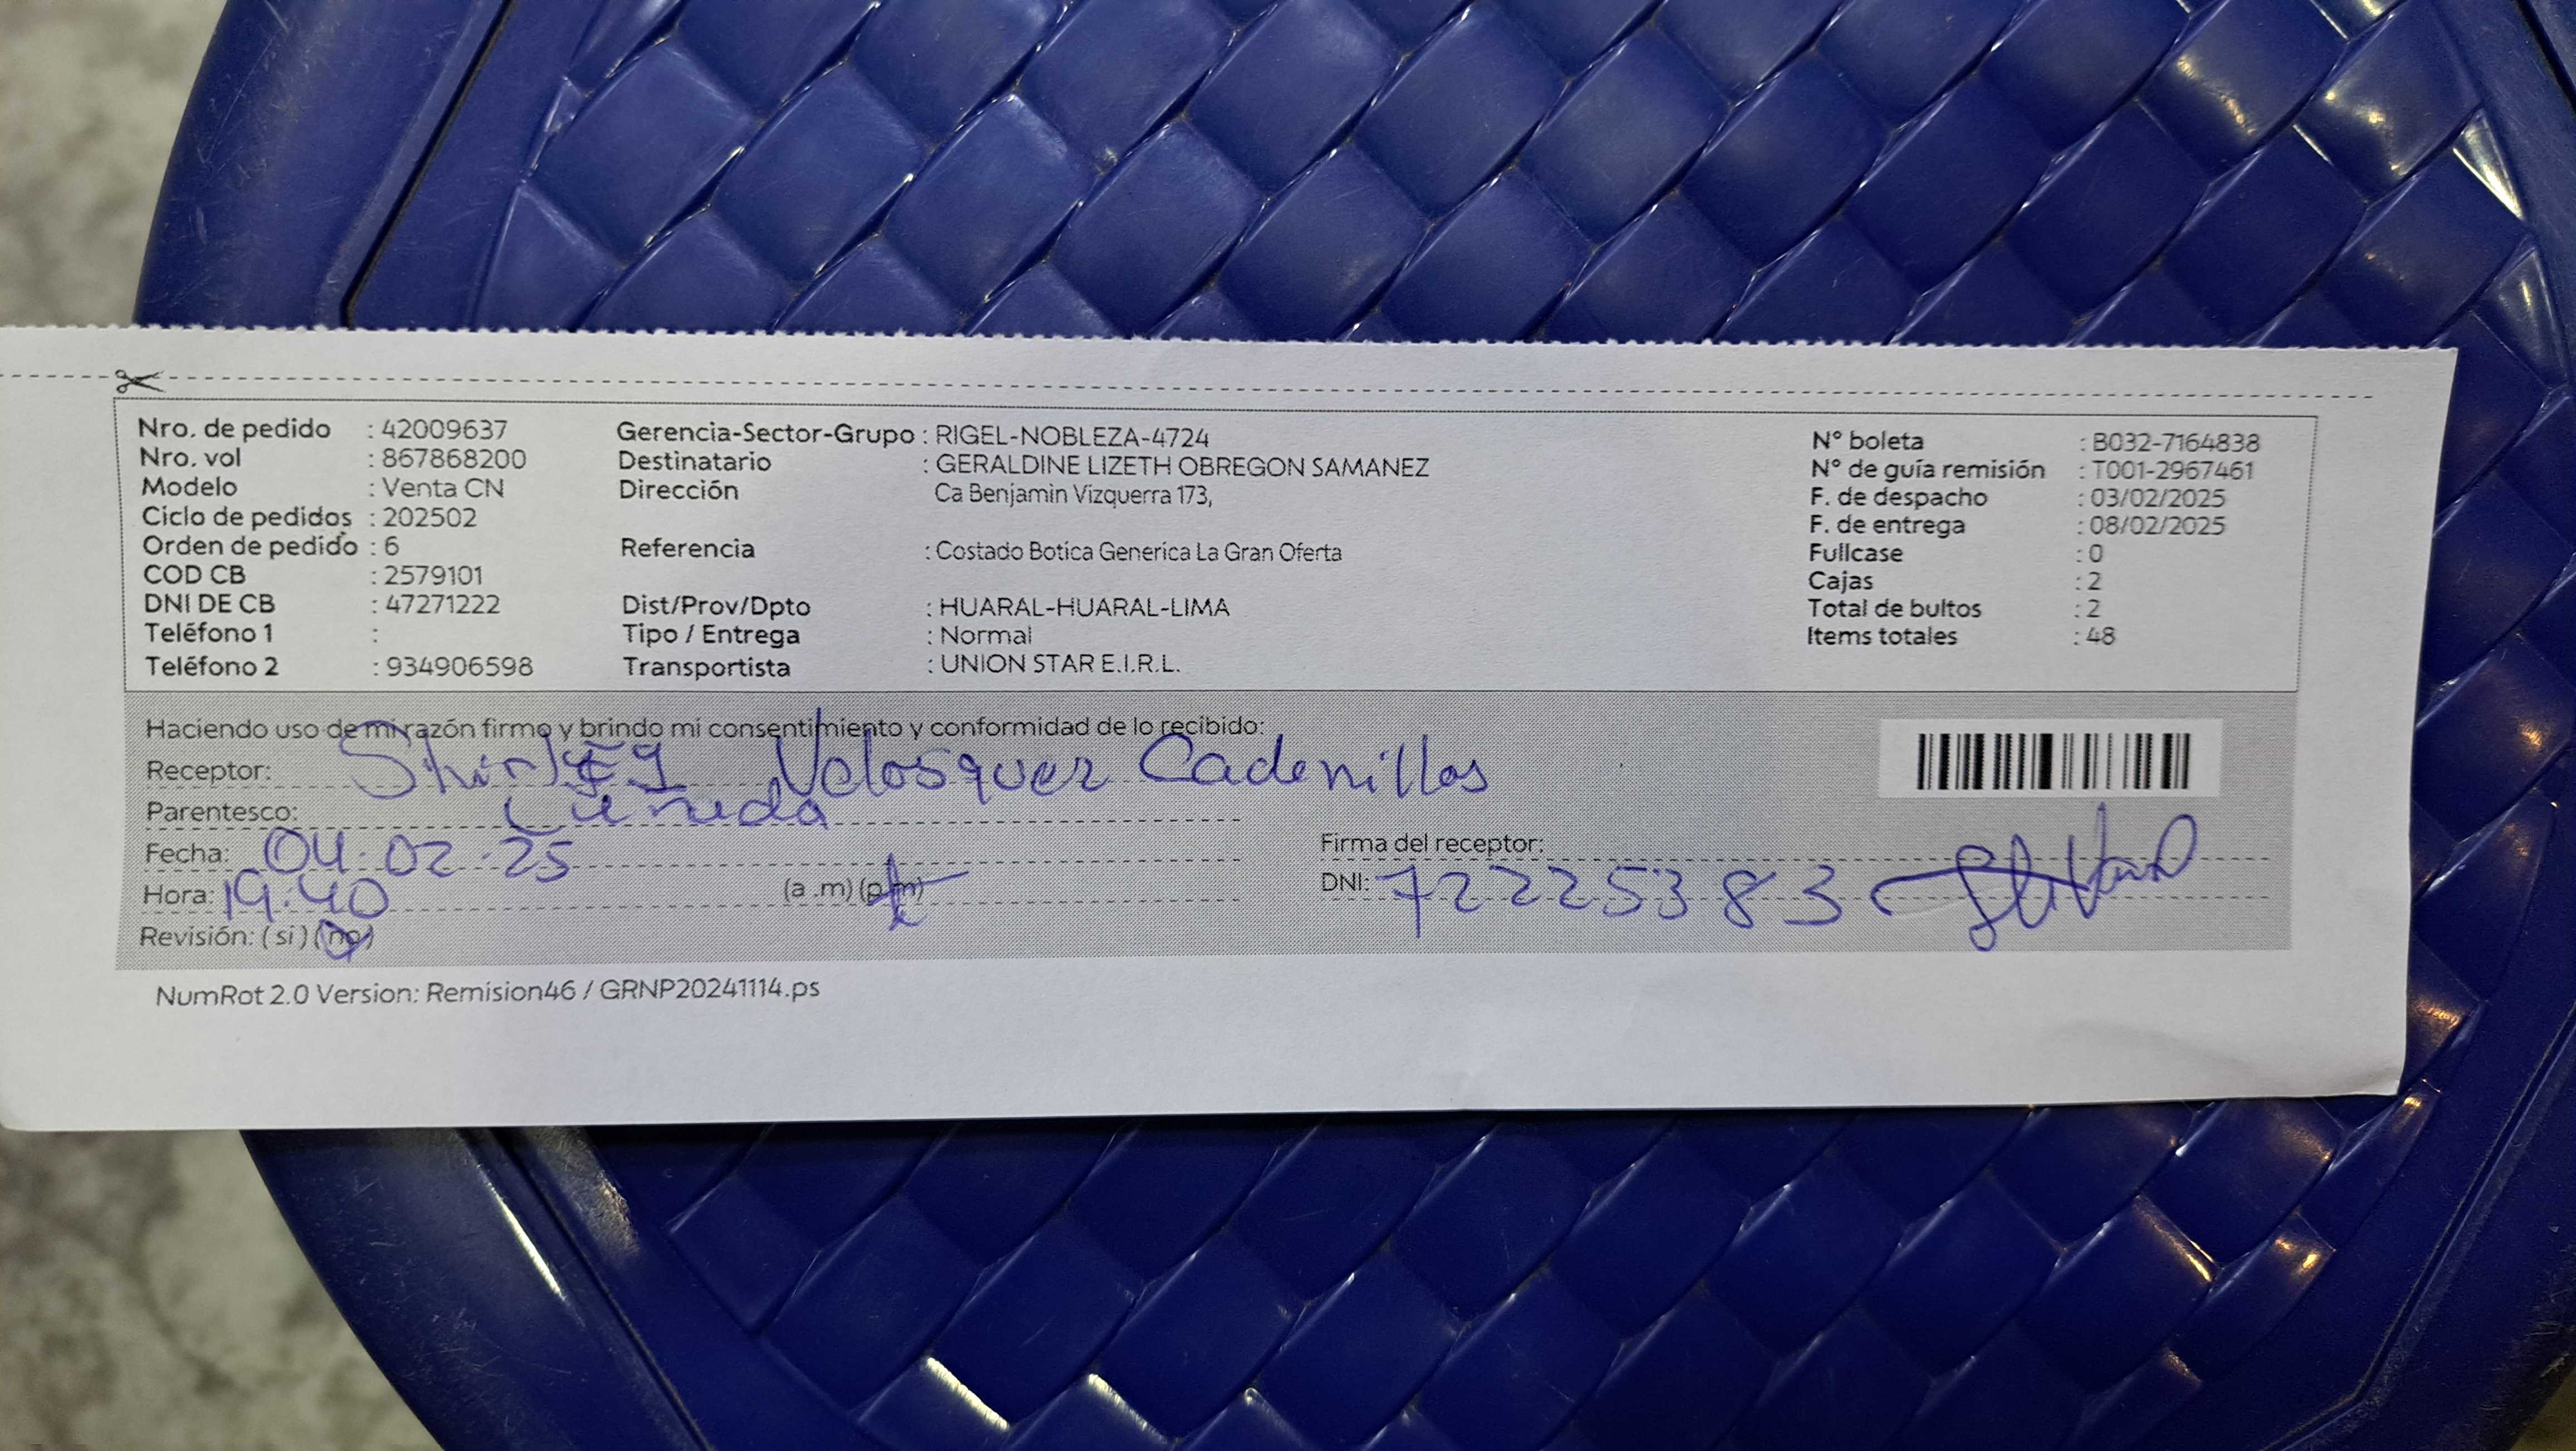 Nro. de pedido : 42009637
Nro. vol : 867868200
Modelo : Venta CN
Ciclo de pedidos : 202502
Orden de pedido : 6
COD CB : 2579101
DNI DE CB : 47271222
Teléfono 1 :
Teléfono 2 : 934906598
Gerencia-Sector-Grupo : RIGEL-NOBLEZA-4724
Destinatario : GERALDINE LIZETH OBREGON SAMANEZ
Dirección Ca Benjamin Vizquerra 173,
Referencia : Costado Botica Generica La Gran Oferta
Dist/Prov/Dpto : HUARAL-HUARAL-LIMA
Tipo / Entrega : Normal
Transportista : UNION STAR E.I.R.L.
N° boleta : B032-7164838
N° de guía remisión : T001-2967461
F. de despacho : 03/02/2025
F. de entrega : 08/02/2025
Fullcase : 0
Cajas : 2
Total de bultos : 2
Items totales : 48
Haciendo uso de mi razón firmo y brindo mi consentimiento y conformidad de lo recibido:
Receptor: Shirley Velasquez Cadenillas
Parentesco: Cuñada
Fecha: 04-02-25
Hora: 19:40 (a .m) (p.m)
Revisión: ( si ) ( no )
Firma del receptor:
DNI: 72225383
NumRot 2.0 Version: Remision46 / GRNP20241114.ps